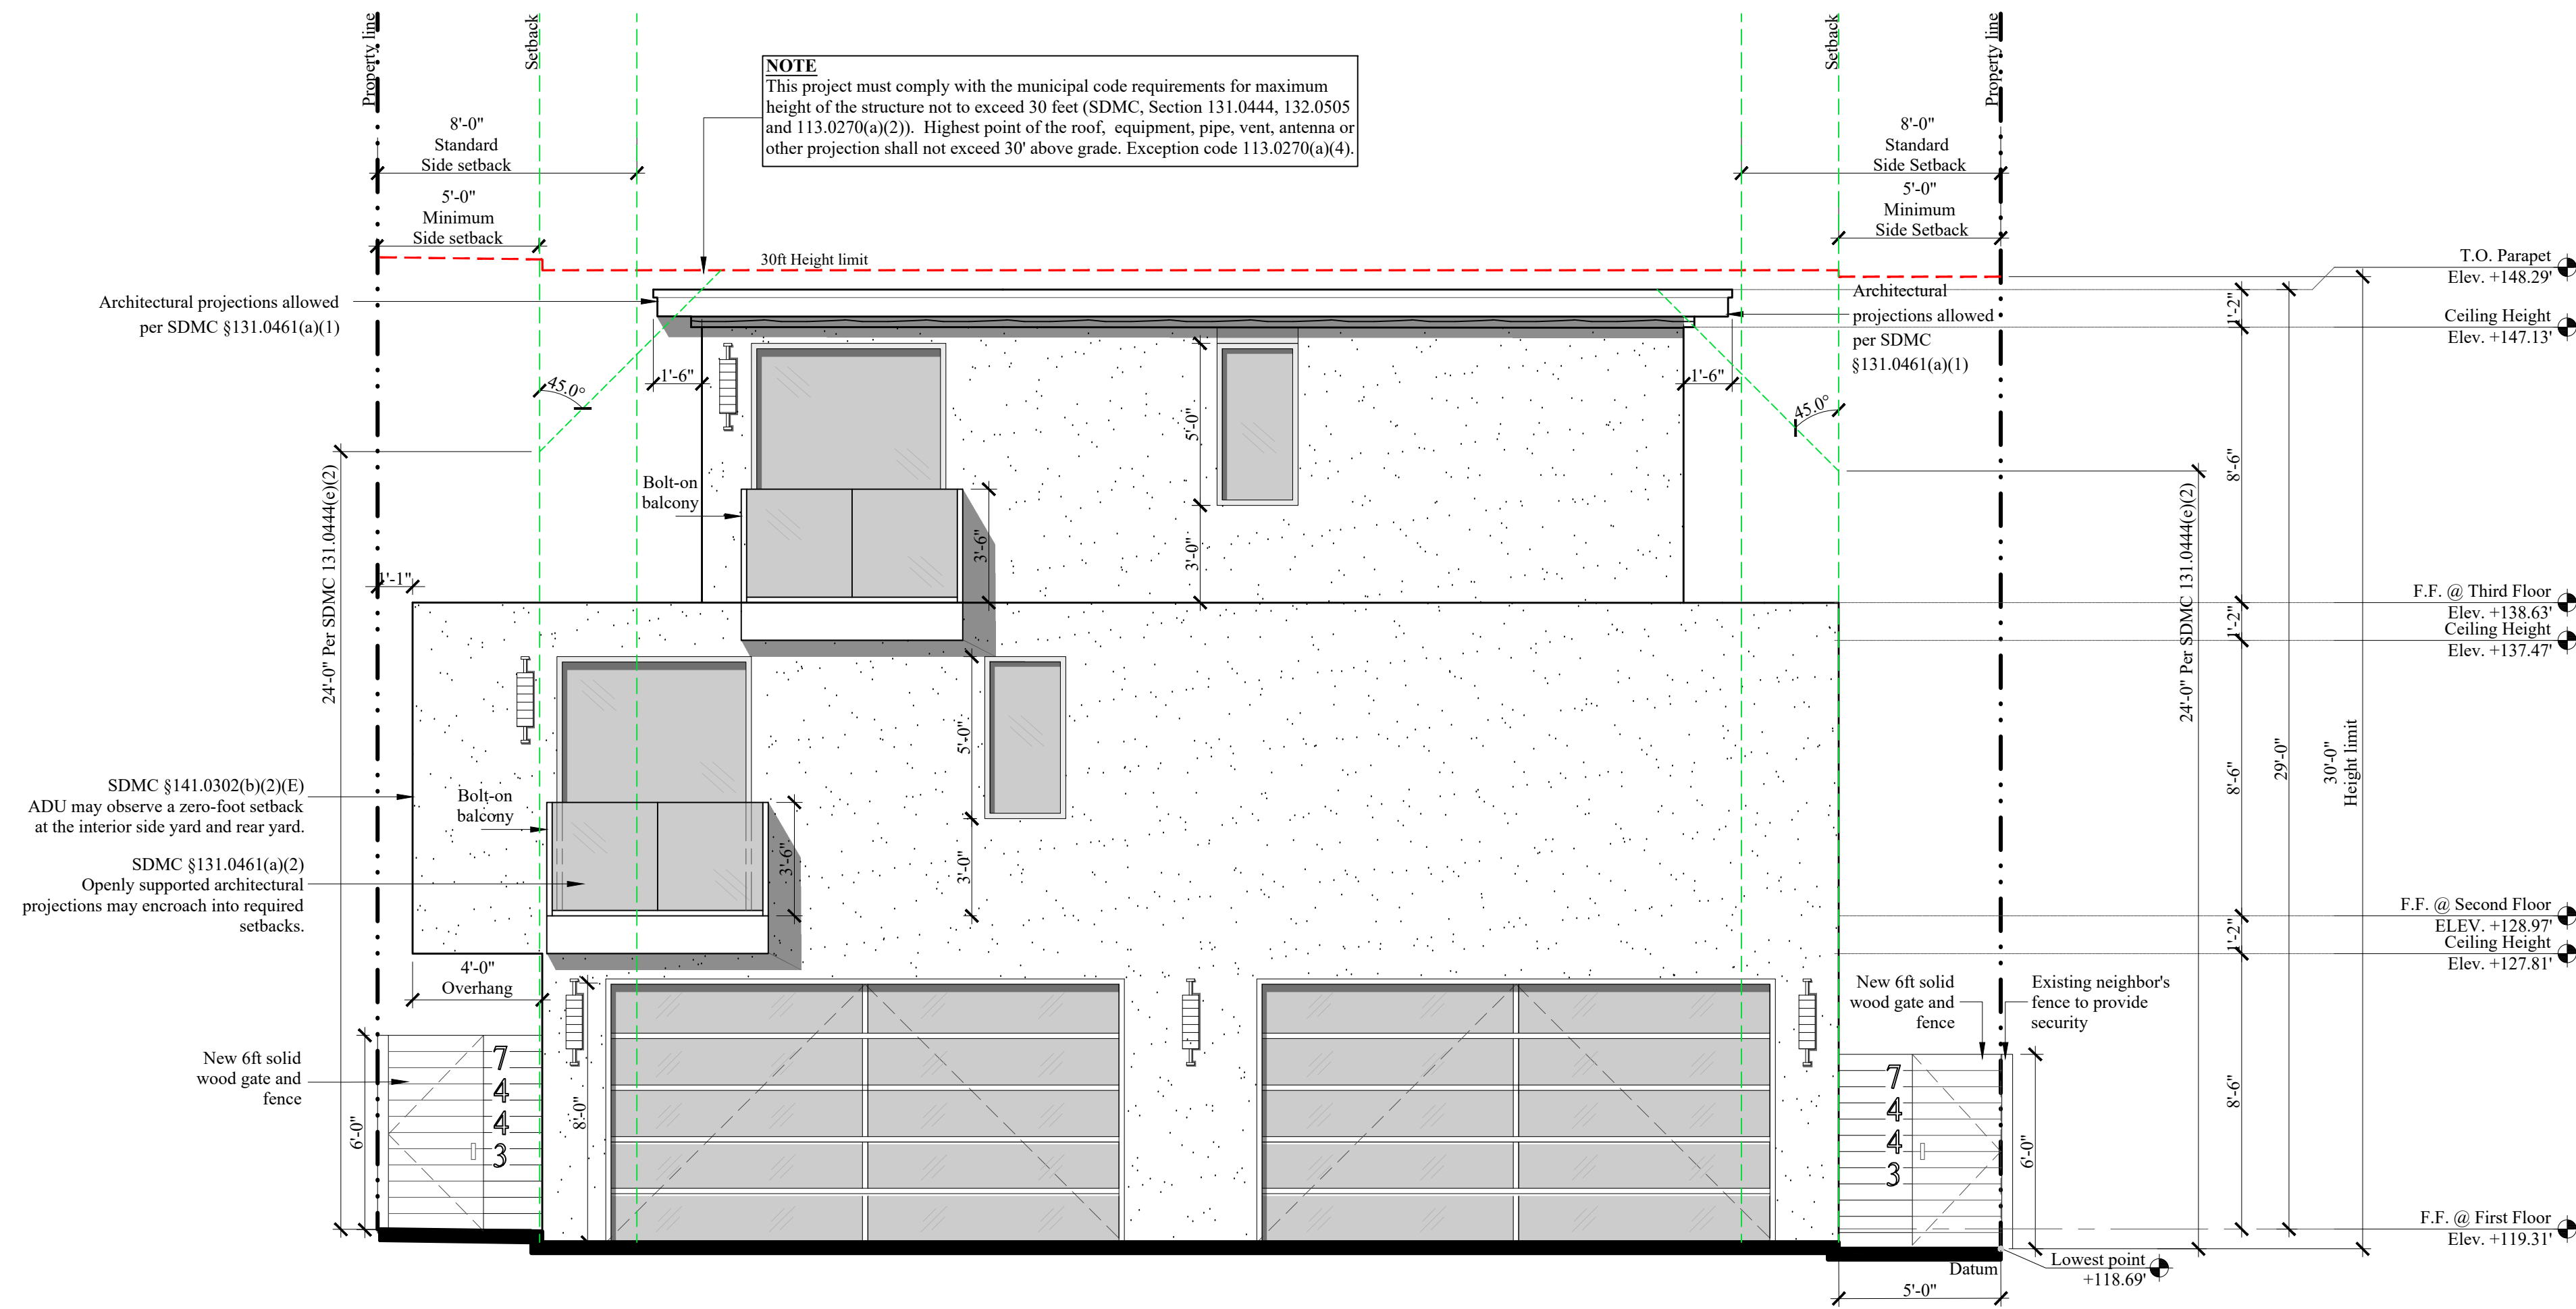 Property line
Setback
Setback
Property line
NOTE
This project must comply with the municipal code requirements for maximum
height of the structure not to exceed 30 feet (SDMC, Section 131.0444, 132.0505
and 113.0270(a)(2)).  Highest point of the roof,  equipment, pipe, vent, antenna or
other projection shall not exceed 30' above grade. Exception code 113.0270(a)(4).
8'-0"
Standard
Side setback
5'-0"
Minimum
Side setback
8'-0"
Standard
Side Setback
5'-0"
Minimum
Side Setback
30ft Height limit
T.O. Parapet
Elev. +148.29'
Architectural projections allowed
per SDMC §131.0461(a)(1)
Architectural
projections allowed
per SDMC
§131.0461(a)(1)
1'-2"
Ceiling Height
Elev. +147.13'
45.0°
1'-6"
1'-6"
45.0°
5'-0"
3'-0"
Bolt-on
balcony
3'-6"
8'-6"
24'-0" Per SDMC 131.0444(e)(2)
24'-0" Per SDMC 131.0444(e)(2)
1'-1"
F.F. @ Third Floor
Elev. +138.63'
1'-2"
Ceiling Height
Elev. +137.47'
5'-0"
3'-0"
SDMC §141.0302(b)(2)(E)
ADU may observe a zero-foot setback
at the interior side yard and rear yard.
Bolt-on
balcony
SDMC §131.0461(a)(2)
Openly supported architectural
projections may encroach into required
setbacks.
3'-6"
8'-6"
29'-0"
30'-0"
Height limit
F.F. @ Second Floor
ELEV. +128.97'
1'-2"
Ceiling Height
Elev. +127.81'
4'-0"
Overhang
New 6ft solid
wood gate and
fence
Existing neighbor's
fence to provide
security
New 6ft solid
wood gate and
fence
6'-0"
7
4
4
3
8'-0"
7
4
4
3
6'-0"
8'-6"
F.F. @ First Floor
Elev. +119.31'
Datum
Lowest point
+118.69'
5'-0"